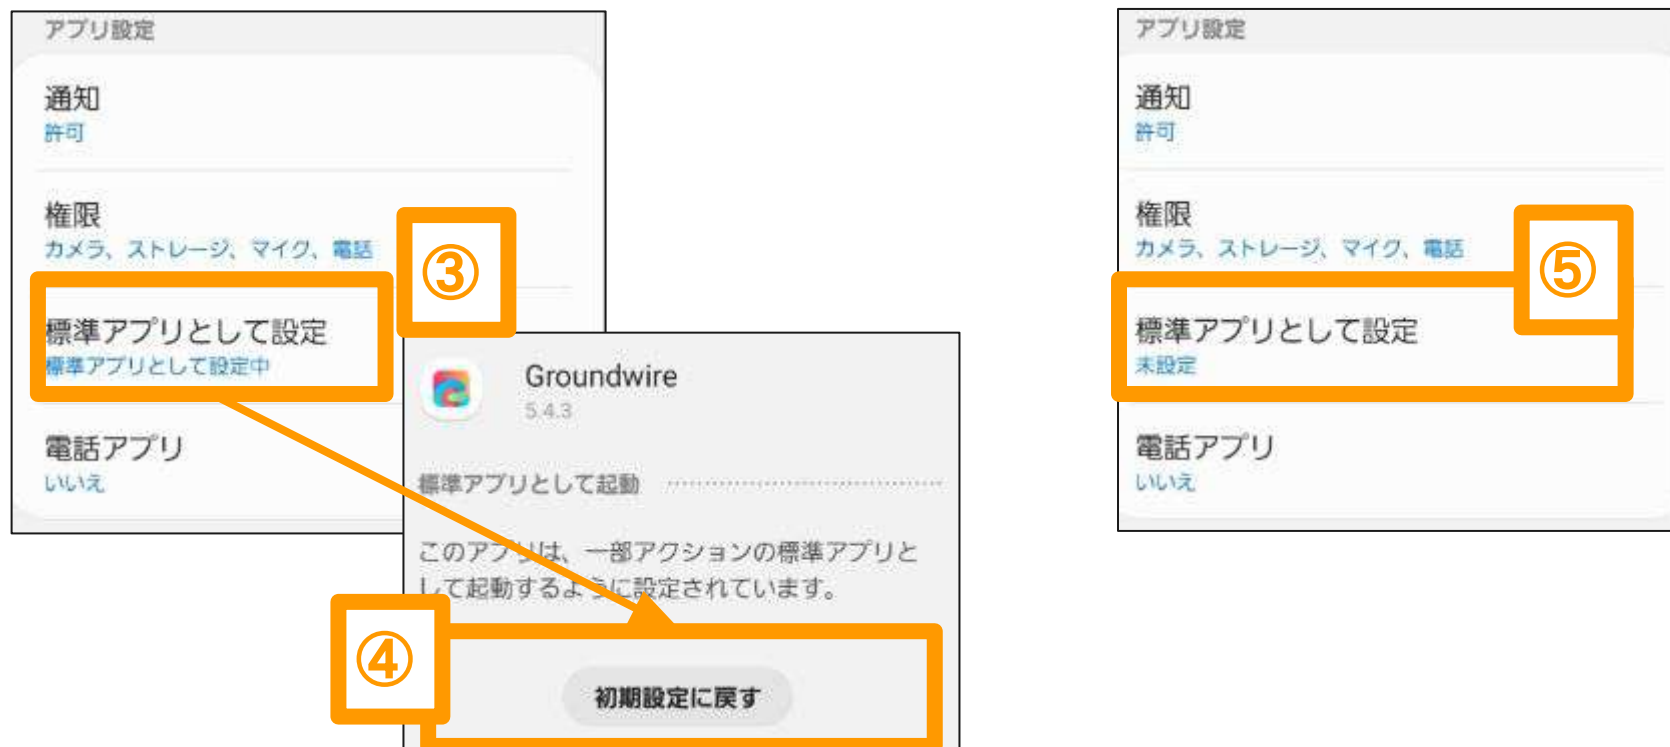 アプリ設定
通知
許可
権限
カメラ、ストレージ、マイク、電話
③
標準アプリとして設定
標準アプリとして設定中
電話アプリ
いいえ
Groundwire
5.4.3
標準アプリとして起動
このアプリは、一部アクションの標準アプリと
して起動するように設定されています。
④
初期設定に戻す
アプリ設定
通知
許可
権限
カメラ、ストレージ、マイク、電話
⑤
標準アプリとして設定
未設定
電話アプリ
いいえ